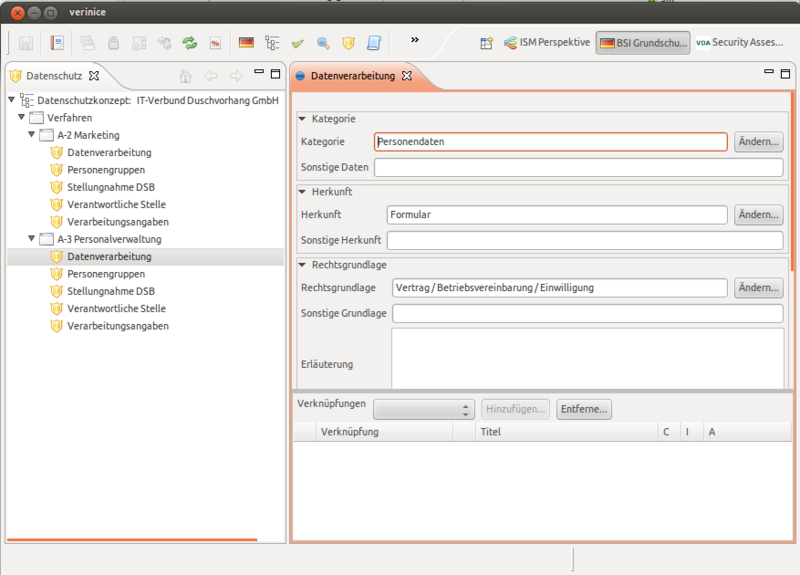 verinice
» ISM Perspektive BSI Grundschu... VDA Security Asses...
Datenschutz
Datenschutzkonzept: IT-Verbund Duschvorhang GmbH
Verfahren
A-2 Marketing
Datenverarbeitung
Personengruppen
Stellungnahme DSB
Verantwortliche Stelle
Verarbeitungsangaben
A-3 Personalverwaltung
Datenverarbeitung
Personengruppen
Stellungnahme DSB
Verantwortliche Stelle
Verarbeitungsangaben
Datenverarbeitung
Kategorie
Kategorie Personendaten Ändern...
Sonstige Daten
Herkunft
Herkunft Formular Ändern...
Sonstige Herkunft
Rechtsgrundlage
Rechtsgrundlage Vertrag / Betriebsvereinbarung / Einwilligung Ändern...
Sonstige Grundlage
Erläuterung
Verknüpfungen Hinzufügen... Entferne...
Verknüpfung Titel C I A